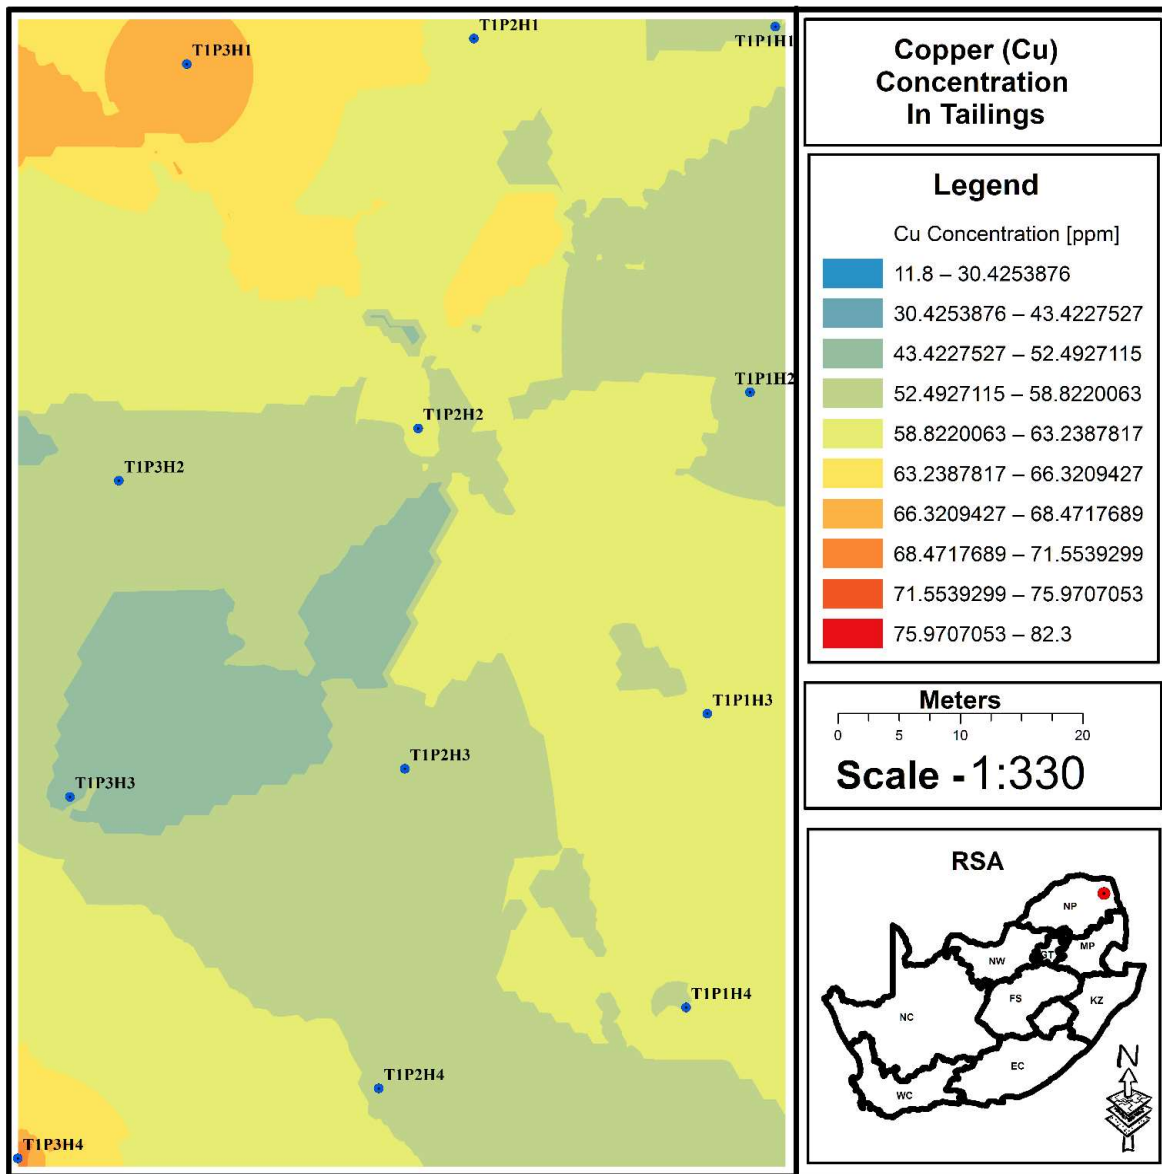 T1P2H1
T1P1H1
T1P3H1
T1P1H2
T1P2H2
T1P3H2
T1P1H3
T1P2H3
T1P3H3
T1P1H4
T1P2H4
T1P3H4
Copper (Cu)
Concentration
In Tailings
Legend
Cu Concentration [ppm]
11.8 – 30.4253876
30.4253876 – 43.4227527
43.4227527 – 52.4927115
52.4927115 – 58.8220063
58.8220063 – 63.2387817
63.2387817 – 66.3209427
66.3209427 – 68.4717689
68.4717689 – 71.5539299
71.5539299 – 75.9707053
75.9707053 – 82.3
Meters
0 5 10 20
Scale - 1:330
RSA
NP
MP
NW GT
FS KZ
NC
EC
WC
N